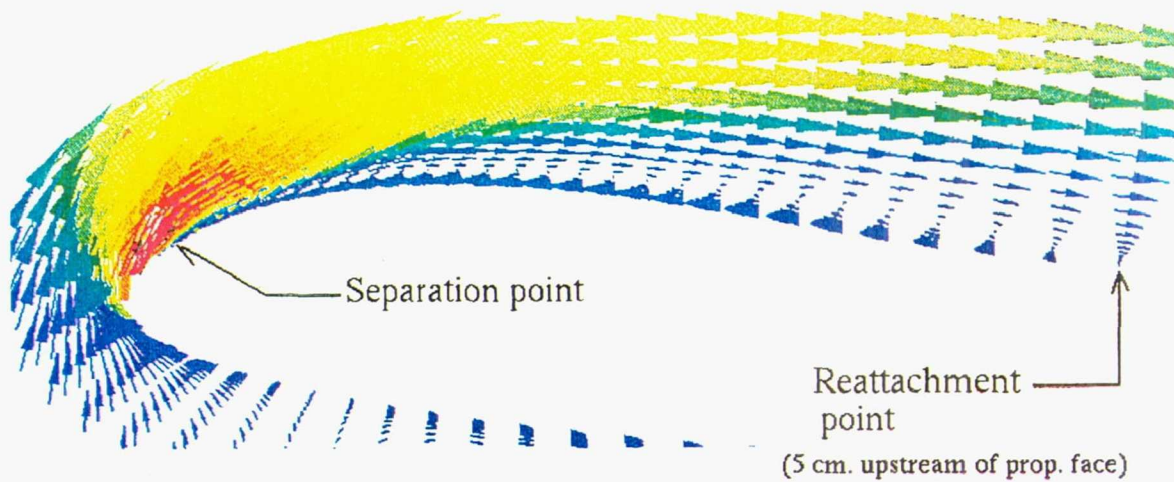 Separation point
Reattachment
point
(5 cm. upstream of prop. face)